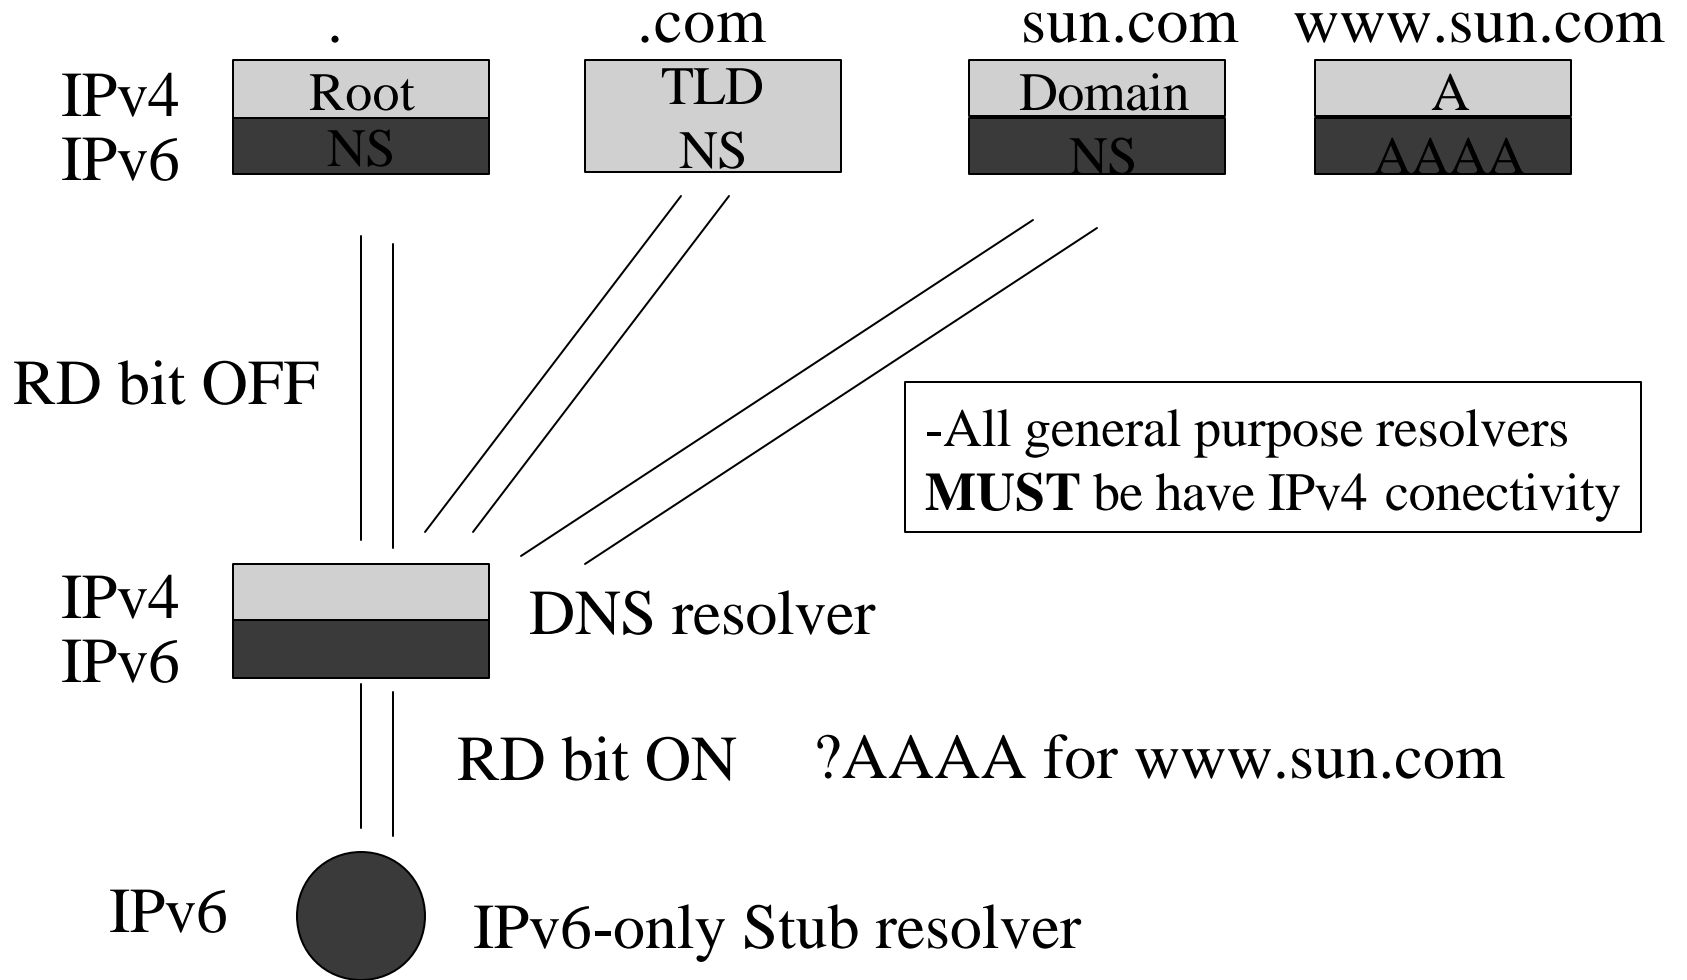 . .com sun.com www.sun.com
IPv4 Root TLD Domain A
IPv6 NS NS NS AAAA
RD bit OFF
-All general purpose resolvers
MUST be have IPv4 conectivity
IPv4
IPv6
DNS resolver
RD bit ON ?AAAA for www.sun.com
IPv6
IPv6-only Stub resolver